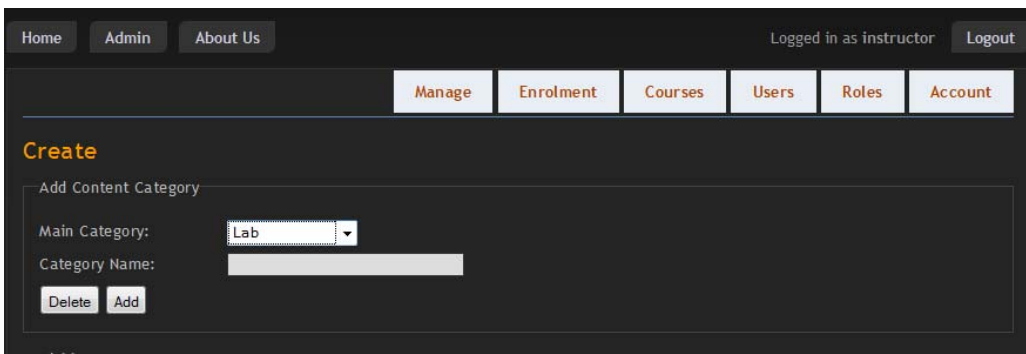 Home Admin About Us Logged in as instructor Logout
Manage Enrolment Courses Users Roles Account
Create
Add Content Category
Main Category: Lab
Category Name:
Delete Add